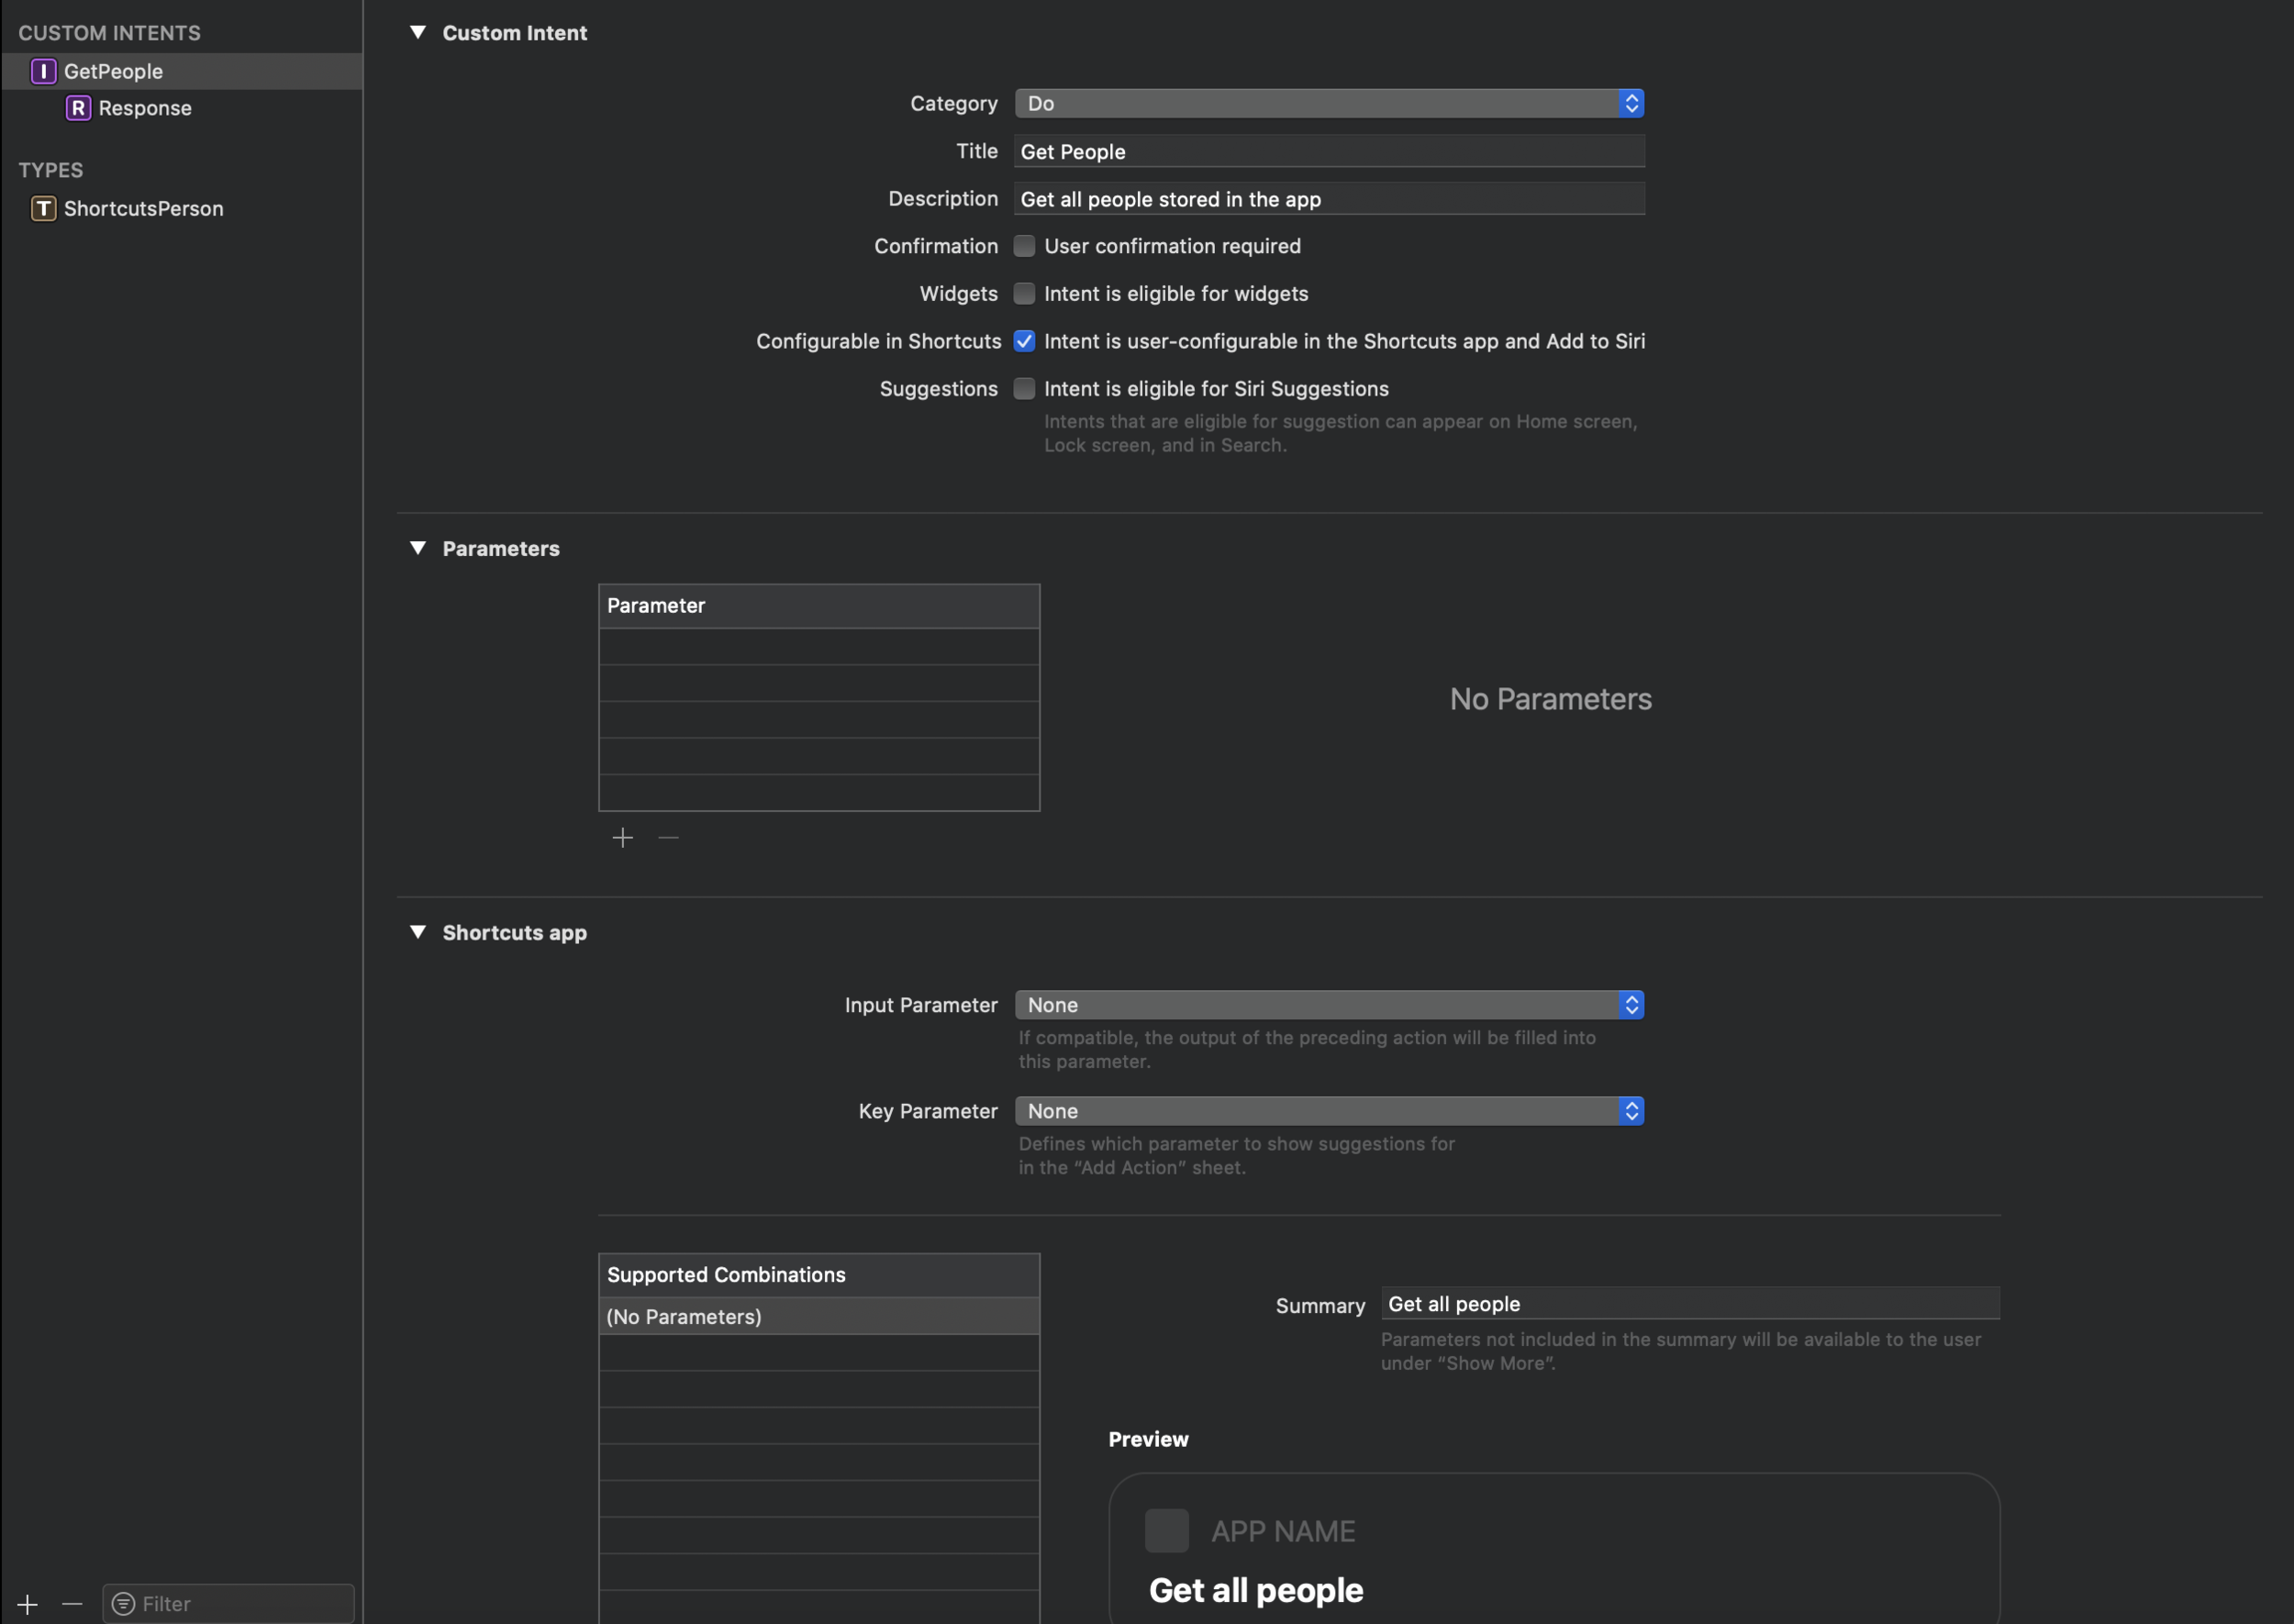 CUSTOM INTENTS
I GetPeople
R Response
TYPES
T ShortcutsPerson
Filter
Custom Intent
Category Do
Title Get People
Description Get all people stored in the app
Confirmation User confirmation required
Widgets Intent is eligible for widgets
Configurable in Shortcuts Intent is user-configurable in the Shortcuts app and Add to Siri
Suggestions Intent is eligible for Siri Suggestions
Intents that are eligible for suggestion can appear on Home screen,
Lock screen, and in Search.
Parameters
Parameter
No Parameters
Shortcuts app
Input Parameter None
If compatible, the output of the preceding action will be filled into
this parameter.
Key Parameter None
Defines which parameter to show suggestions for
in the “Add Action” sheet.
Supported Combinations
(No Parameters)
Summary Get all people
Parameters not included in the summary will be available to the user
under “Show More”.
Preview
APP NAME
Get all people